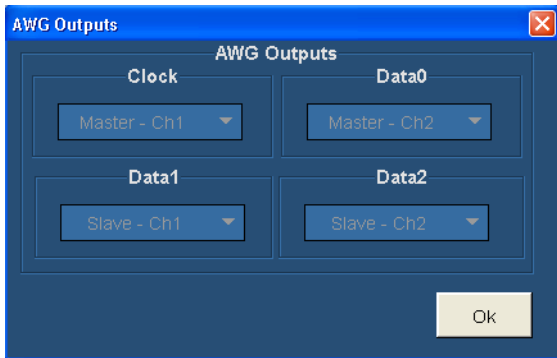 AWG Outputs
AWG Outputs
Clock
Data0
Master - Ch1
Master - Ch2
Data1
Data2
Slave - Ch1
Slave - Ch2
Ok